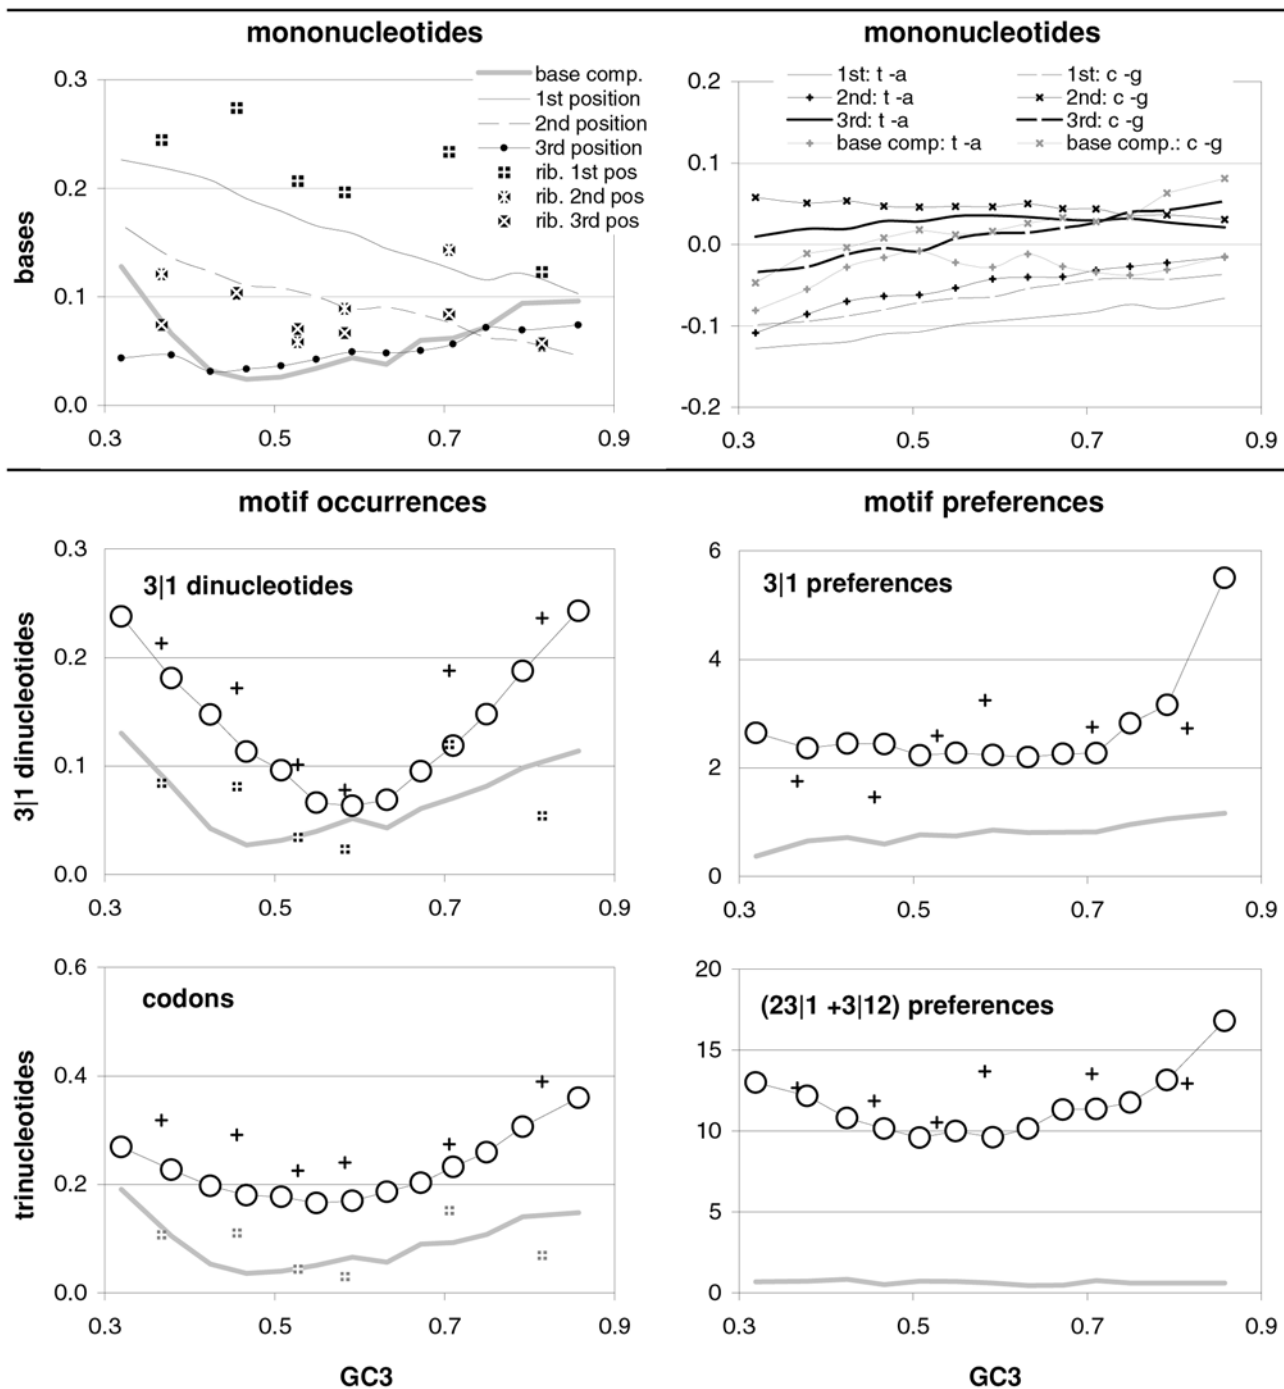 mononucleotides
0.3
0.2
0.1
0.0
bases
base comp.
1st position
2nd position
3rd position
rib. 1st pos
rib. 2nd pos
rib. 3rd pos
0.3 0.5 0.7 0.9
mononucleotides
0.2
0.1
0.0
-0.1
-0.2
1st: t -a 1st: c -g
2nd: t -a 2nd: c -g
3rd: t -a 3rd: c -g
base comp: t -a base comp.: c -g
0.3 0.5 0.7 0.9
motif occurrences
0.3
0.2
0.1
0.0
3|1 dinucleotides
3|1 dinucleotides
0.3 0.5 0.7 0.9
motif preferences
6
4
2
0
3|1 preferences
0.3 0.5 0.7 0.9
0.6
0.4
0.2
0.0
trinucleotides
codons
0.3 0.5 0.7 0.9
GC3
20
15
10
5
0
(23|1 +3|12) preferences
0.3 0.5 0.7 0.9
GC3